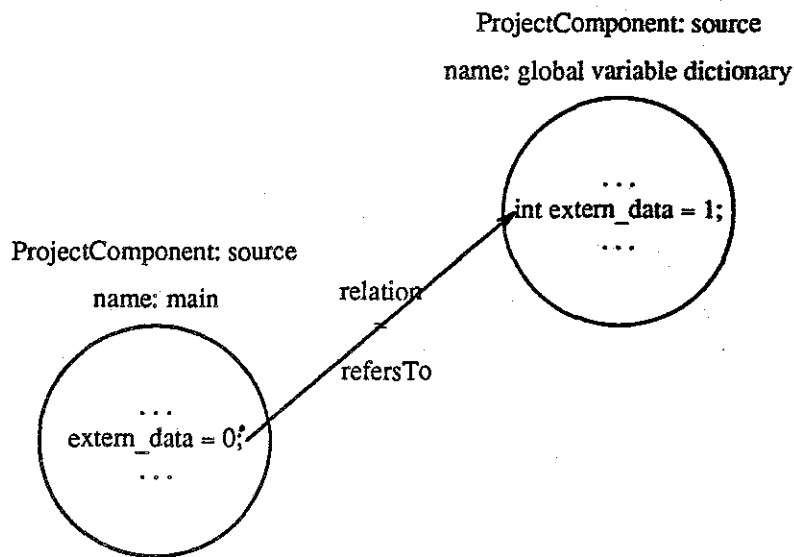 ProjectComponent: source
name: global variable dictionary
...
int extern_data = 1;
...
ProjectComponent: source
name: main
relation
=
refersTo
...
extern_data = 0;
...